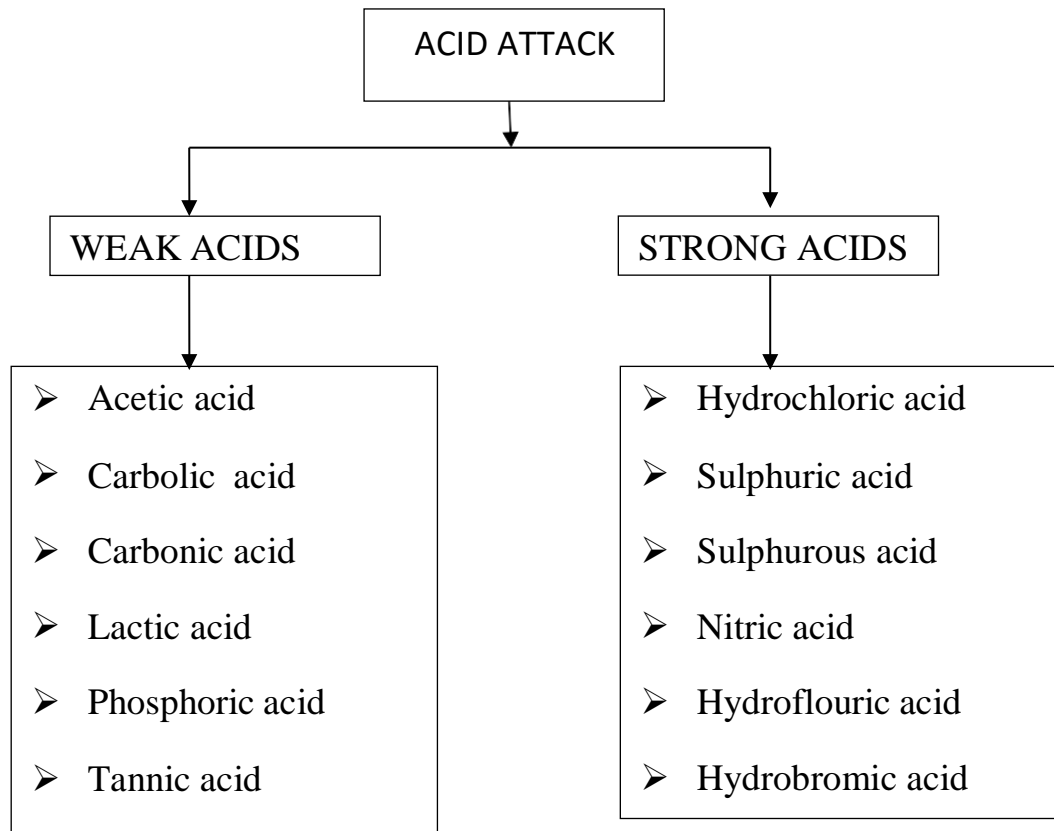 ACID ATTACK
WEAK ACIDS
STRONG ACIDS
➢ Acetic acid
➢ Carbolic acid
➢ Carbonic acid
➢ Lactic acid
➢ Phosphoric acid
➢ Tannic acid
➢ Hydrochloric acid
➢ Sulphuric acid
➢ Sulphurous acid
➢ Nitric acid
➢ Hydroflouric acid
➢ Hydrobromic acid